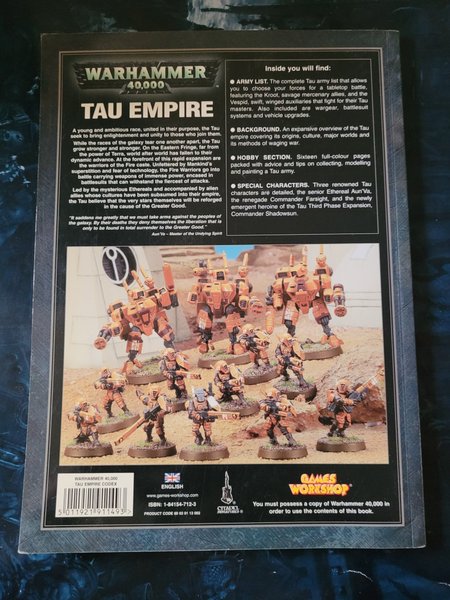 WARHAMMER
40,000
TAU EMPIRE
A young and ambitious race, united in their purpose, the Tau
seek to bring enlightenment and unity to those who join them.
While the races of the galaxy tear one another apart, the Tau
grow stronger and stronger. On the Eastern Fringe, far from
the power of Terra, world after world has fallen to their
dynamic advance. At the forefront of this rapid expansion are
the warriors of the Fire caste. Untainted by Mankind's
superstition and fear of technology, the Fire Warriors go into
battle carrying weapons of immense power, encased in
battlesuits that can withstand the fiercest of attacks.
Led by the mysterious Ethereals and accompanied by alien
allies whose cultures have been subsumed into their empire,
the Tau believe that the very stars themselves will be reforged
in the cause of the Greater Good.
"It saddens me greatly that we must take arms against the peoples of
the galaxy. By their deaths they deny themselves the liberation that is
only to be found in total surrender to the Greater Good."
Aun'Va – Master of the Undying Spirit
Inside you will find:
● ARMY LIST. The complete Tau army list that allows
you to choose your forces for a tabletop battle,
featuring the Kroot, savage mercenary allies, and the
Vespid, swift, winged auxiliaries that fight for their Tau
masters. Also included are wargear, battlesuit
systems and vehicle upgrades.
● BACKGROUND. An expansive overview of the Tau
empire covering its origins, culture, major worlds and
its methods of waging war.
● HOBBY SECTION. Sixteen full-colour pages
packed with advice and tips on collecting, modelling
and painting a Tau army.
● SPECIAL CHARACTERS. Three renowned Tau
characters are detailed, the senior Ethereal Aun'Va,
the renegade Commander Farsight, and the newly
emergent heroine of the Tau Third Phase Expansion,
Commander Shadowsun.
WARHAMMER 40,000
TAU EMPIRE CODEX
5 011921 911493
ENGLISH
www.games-workshop.com
ISBN: 1-84154-712-3
PRODUCT CODE 60 03 01 13 002
CITADEL
MINIATURES
GAMES
WORKSHOP
You must possess a copy of Warhammer 40,000 in
order to use the contents of this book.